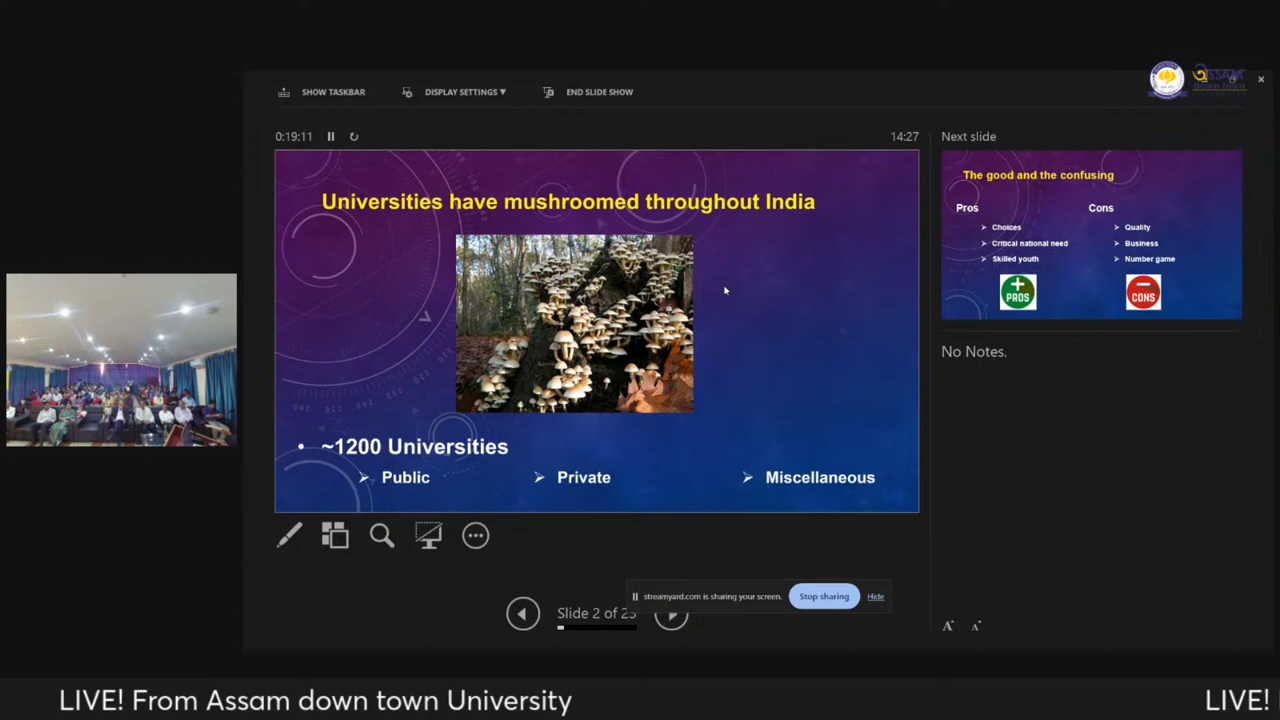 SHOW TASKBAR
DISPLAY SETTINGS ▼
END SLIDE SHOW
ASSAM
down town
0:19:11
14:27
Next slide
Universities have mushroomed throughout India
• ~1200 Universities
➢ Public
➢ Private
➢ Miscellaneous
The good and the confusing
Pros
Cons
➢ Choices
➢ Quality
➢ Critical national need
➢ Business
➢ Skilled youth
➢ Number game
PROS
CONS
No Notes.
streamyard.com is sharing your screen.
Stop sharing
Hide
Slide 2 of 23
A
A
LIVE! From Assam down town University
LIVE!